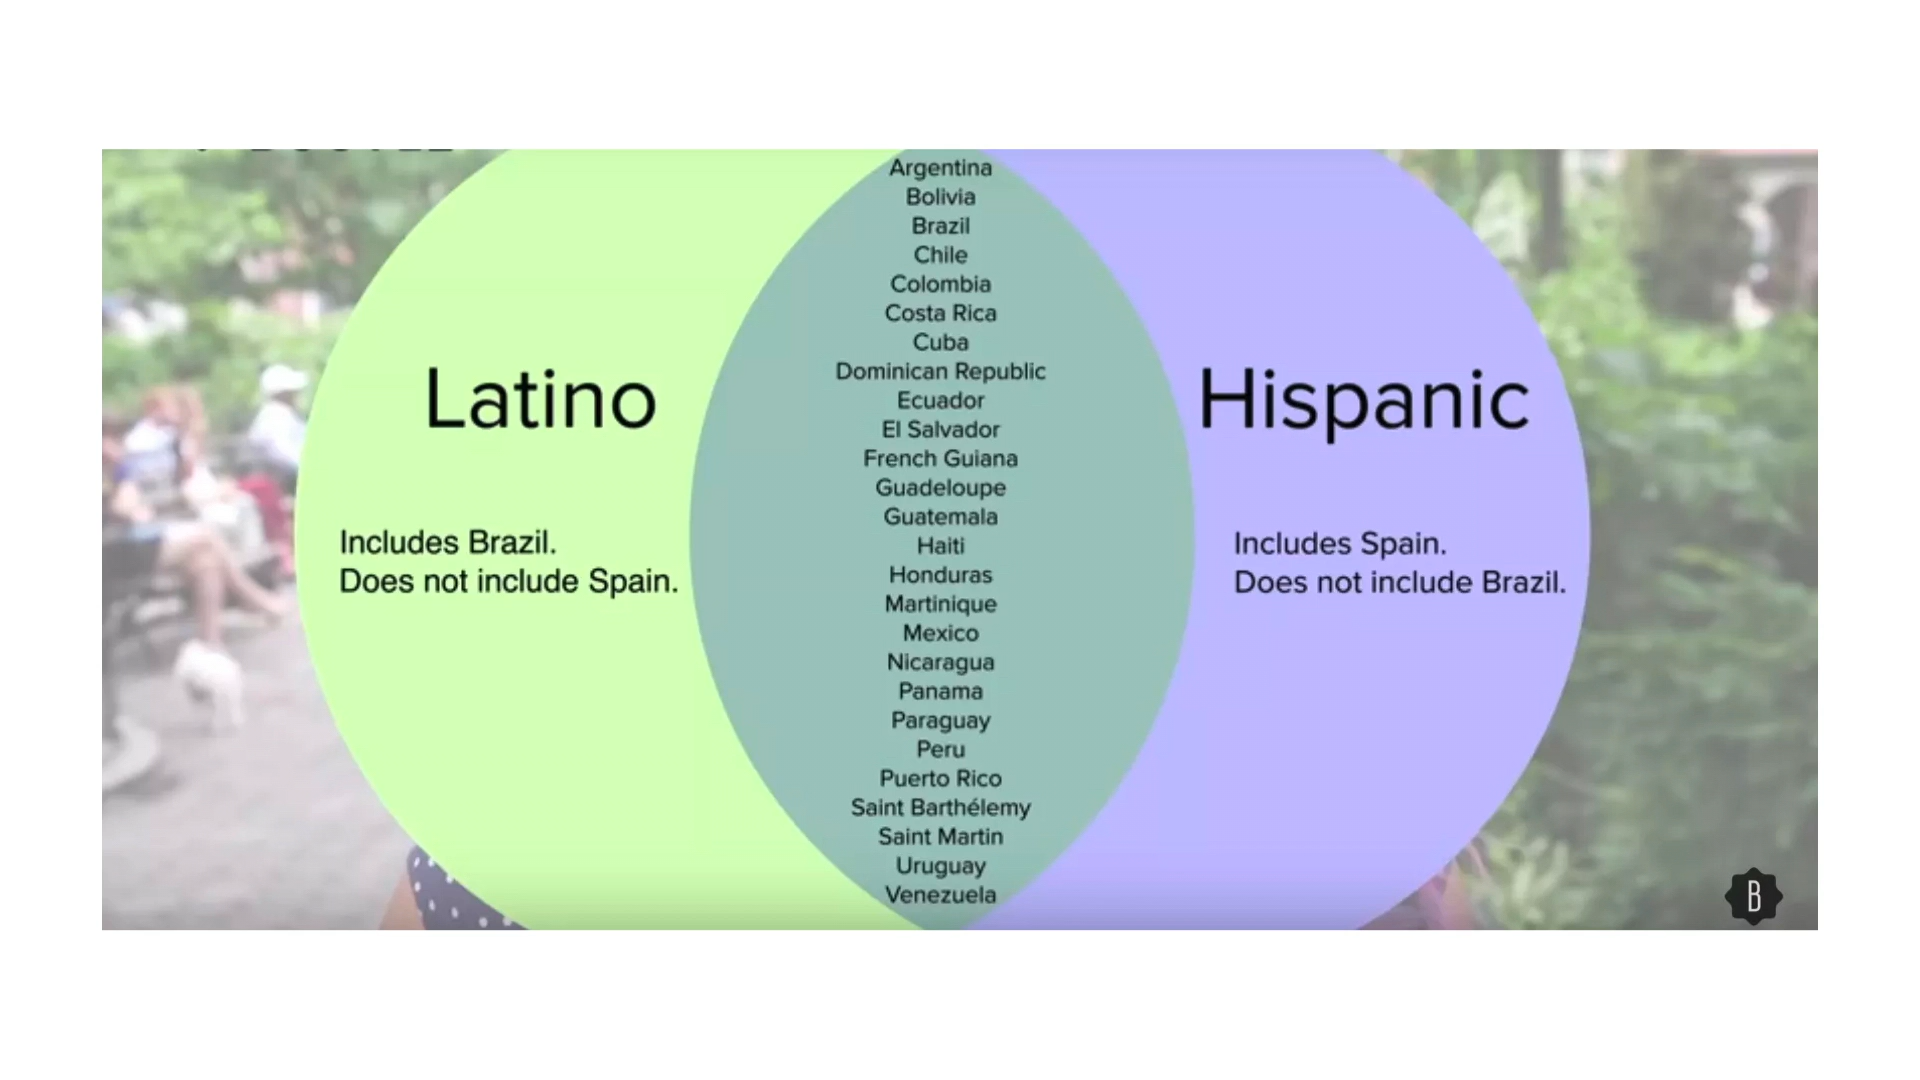 Latino
Includes Brazil.
Does not include Spain.
Argentina
Bolivia
Brazil
Chile
Colombia
Costa Rica
Cuba
Dominican Republic
Ecuador
El Salvador
French Guiana
Guadeloupe
Guatemala
Haiti
Honduras
Martinique
Mexico
Nicaragua
Panama
Paraguay
Peru
Puerto Rico
Saint Barthélemy
Saint Martin
Uruguay
Venezuela
Hispanic
Includes Spain.
Does not include Brazil.
B